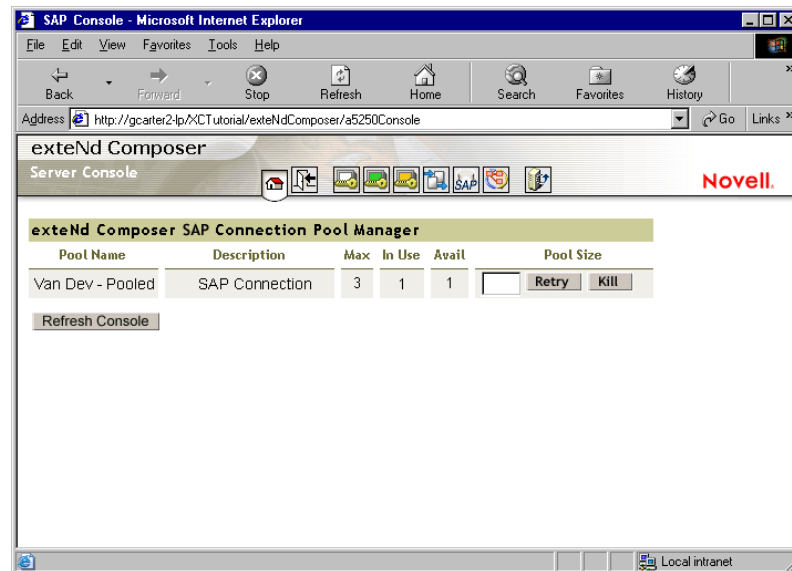 SAP Console - Microsoft Internet Explorer
File Edit View Favorites Tools Help
Back Forward Stop Refresh Home Search Favorites History »
Address http://gcarter2-lp/XCTutorial/exteNdComposer/a5250Console Go Links »
exteNd Composer
Server Console
SAP
Novell.
exteNd Composer SAP Connection Pool Manager
Pool Name Description Max In Use Avail Pool Size
Van Dev - Pooled SAP Connection 3 1 1 Retry Kill
Refresh Console
Local intranet